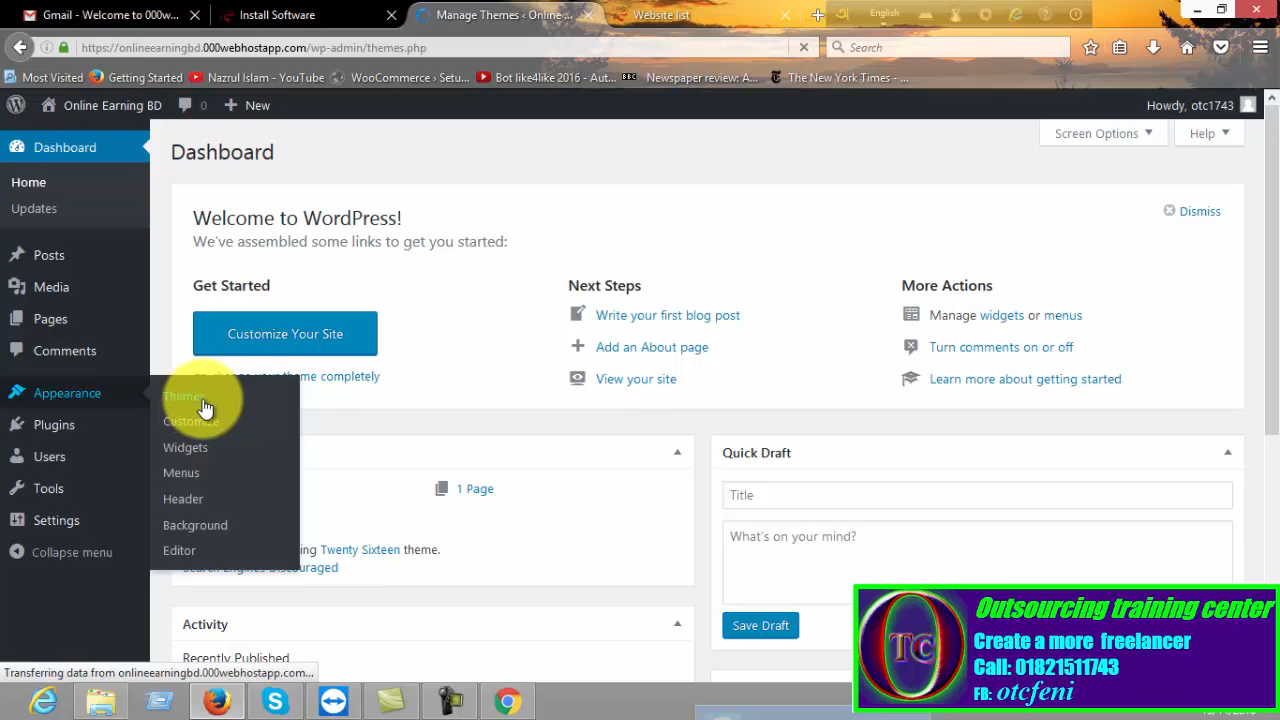 Gmail - Welcome to 000w...
Install Software
Manage Themes ‹ Online ...
Website list
English
https://onlineearningbd.000webhostapp.com/wp-admin/themes.php
Search
Most Visited
Getting Started
Nazrul Islam - YouTube
WooCommerce › Setu...
Bot like4like 2016 - Aut...
BBC
Newspaper review: A...
The New York Times - ...
Online Earning BD
0
New
Howdy, otc1743
Dashboard
Home
Updates
Posts
Media
Pages
Comments
Appearance
Plugins
Users
Tools
Settings
Collapse menu
Themes
Customize
Widgets
Menus
Header
Background
Editor
Dashboard
Screen Options
Help
Welcome to WordPress!
We've assembled some links to get you started:
Dismiss
Get Started
Customize Your Site
theme completely
Next Steps
Write your first blog post
Add an About page
View your site
More Actions
Manage widgets or menus
Turn comments on or off
Learn more about getting started
1 Page
ing Twenty Sixteen theme.
Search Engines Discouraged
Activity
Recently Published
Quick Draft
Title
What's on your mind?
Save Draft
Transferring data from onlineearningbd.000webhostapp.com...
Outsourcing training center
Create a more freelancer
Call: 01821511743
FB: otcfeni
OTC